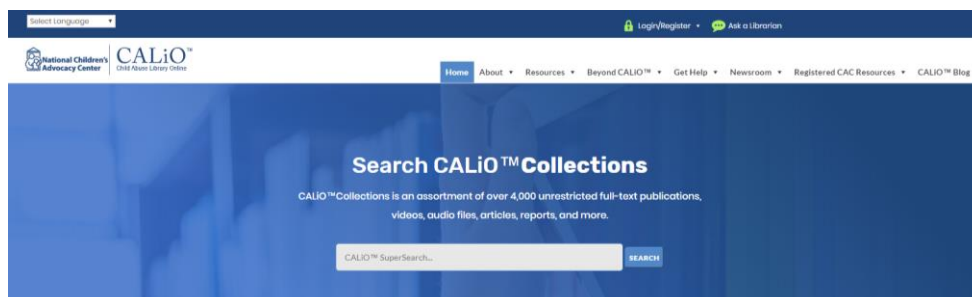 Select Language
Login/Register
Ask a Librarian
National Children's
Advocacy Center
CALiO™
Child Abuse Library Online
Home About Resources Beyond CALiO™ Get Help Newsroom Registered CAC Resources CALiO™ Blog
Search CALiO™Collections
CALiO™Collections is an assortment of over 4,000 unrestricted full-text publications,
videos, audio files, articles, reports, and more.
CALiO™ SuperSearch...
SEARCH